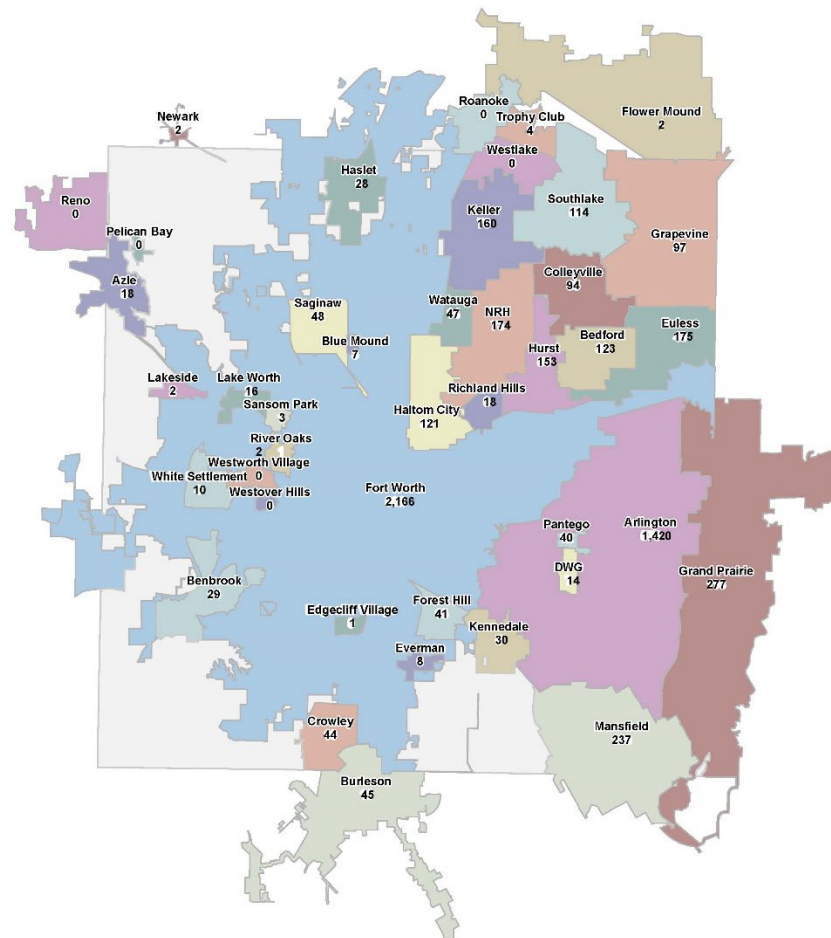 Roanoke
0
Flower Mound
2
Newark
2
Trophy Club
4
Westlake
0
Haslet
28
Reno
0
Southlake
114
Keller
160
Pelican Bay
0
Grapevine
97
Azle
18
Colleyville
94
Saginaw
48
Watauga
47
NRH
174
Euless
175
Blue Mound
7
Hurst
153
Bedford
123
Lakeside
2
Lake Worth
16
Richland Hills
18
Sansom Park
3
Haltom City
121
River Oaks
2
1
Westworth Village
0
White Settlement
10
Westover Hills
0
Fort Worth
2,166
Pantego
40
Arlington
1,420
DWG
14
Grand Prairie
277
Benbrook
29
Edgecliff Village
1
Forest Hill
41
Kennedale
30
Everman
8
Crowley
44
Mansfield
237
Burleson
45